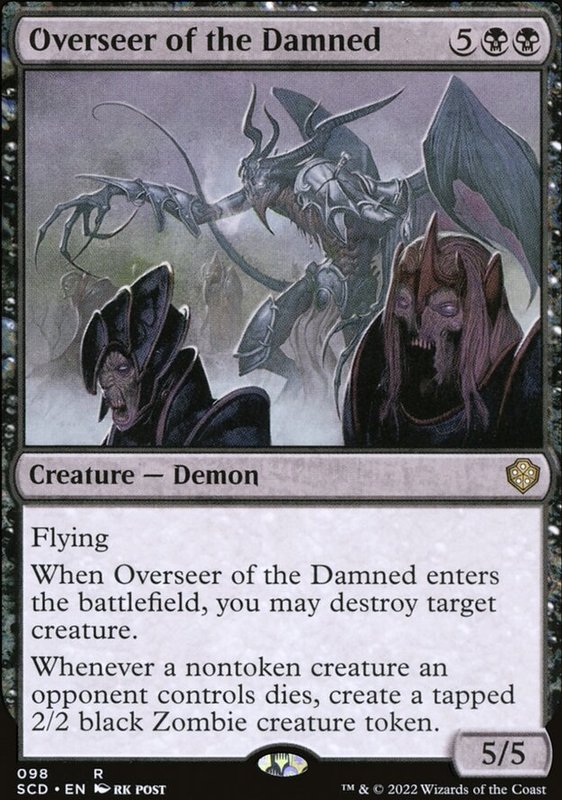 Overseer of the Damned 5
Creature — Demon
Flying
When Overseer of the Damned enters
the battlefield, you may destroy target
creature.
Whenever a nontoken creature an
opponent controls dies, create a tapped
2/2 black Zombie creature token.
5/5
098 R
SCD • EN RK POST
™ & © 2022 Wizards of the Coast